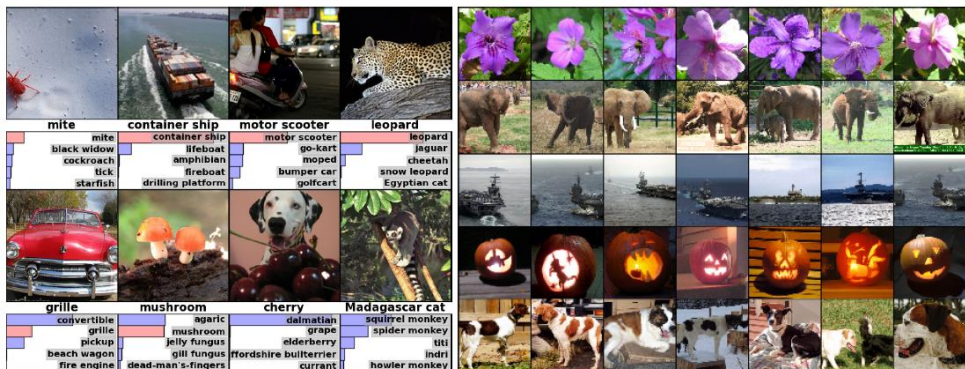 mite container ship motor scooter leopard
mite container ship motor scooter leopard
black widow lifeboat go-kart jaguar
cockroach amphibian moped cheetah
tick fireboat bumper car snow leopard
starfish drilling platform golfcart Egyptian cat
grille mushroom cherry Madagascar cat
convertible agaric dalmatian squirrel monkey
grille mushroom grape spider monkey
pickup jelly fungus elderberry titi
beach wagon gill fungus ffordshire bullterrier indri
fire engine dead-man's-fingers currant howler monkey